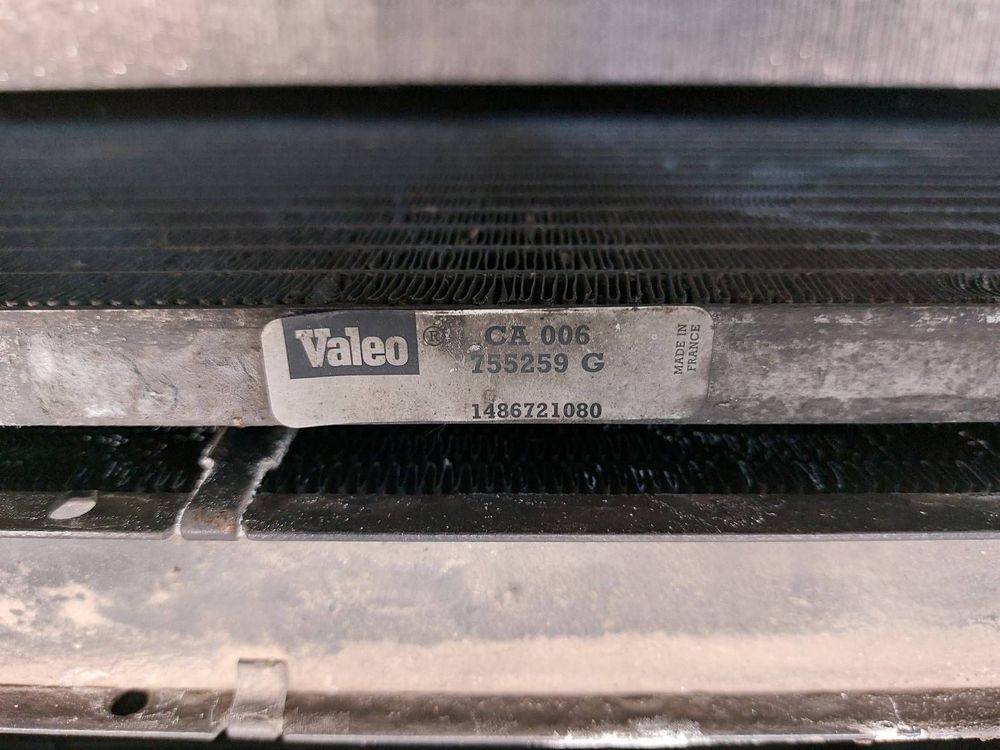 Valeo ® CA 006
755259 G
1486721080
MADE IN
FRANCE